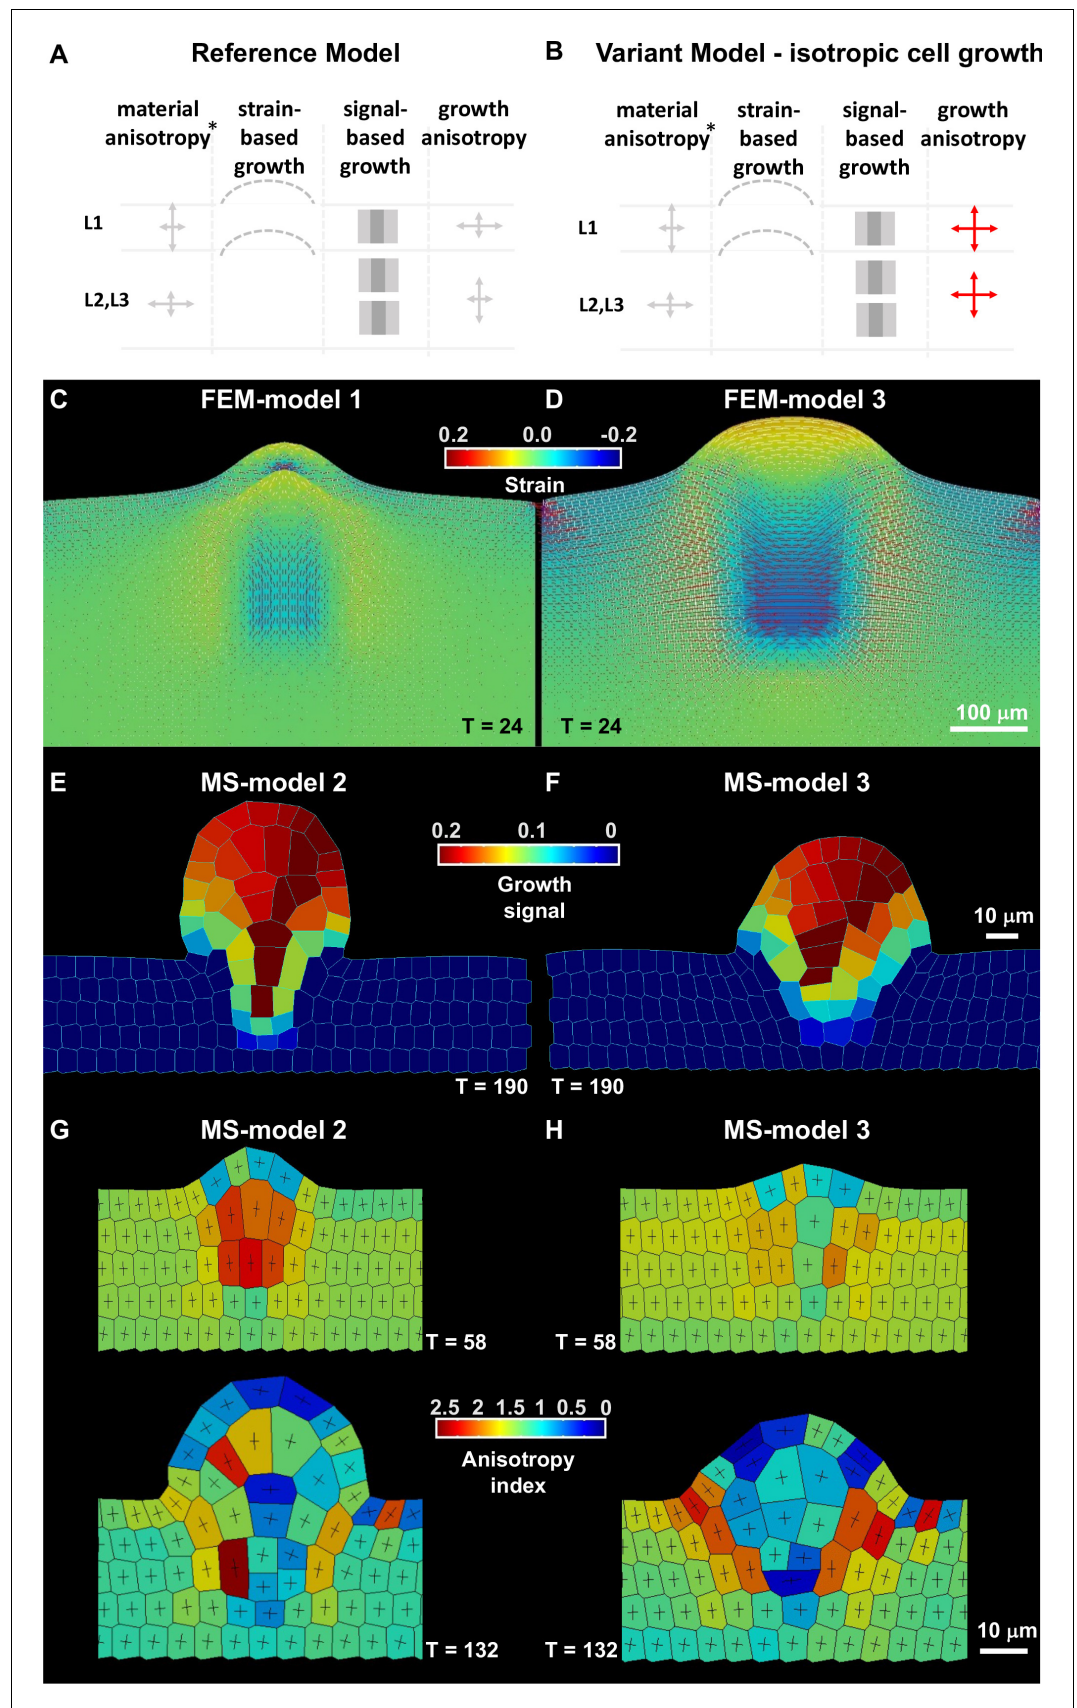 A Reference Model
B Variant Model - isotropic cell growth
material strain- signal- growth
anisotropy* based based anisotropy
growth growth
L1
L2,L3
material strain- signal- growth
anisotropy* based based anisotropy
growth growth
L1
L2,L3
C FEM-model 1
D FEM-model 3
0.2 0.0 -0.2
Strain
T = 24
T = 24
100 µm
E MS-model 2
F MS-model 3
0.2 0.1 0
Growth
signal
10 µm
T = 190
T = 190
G MS-model 2
H MS-model 3
T = 58
T = 58
2.5 2 1.5 1 0.5 0
Anisotropy
index
T = 132
T = 132
10 µm